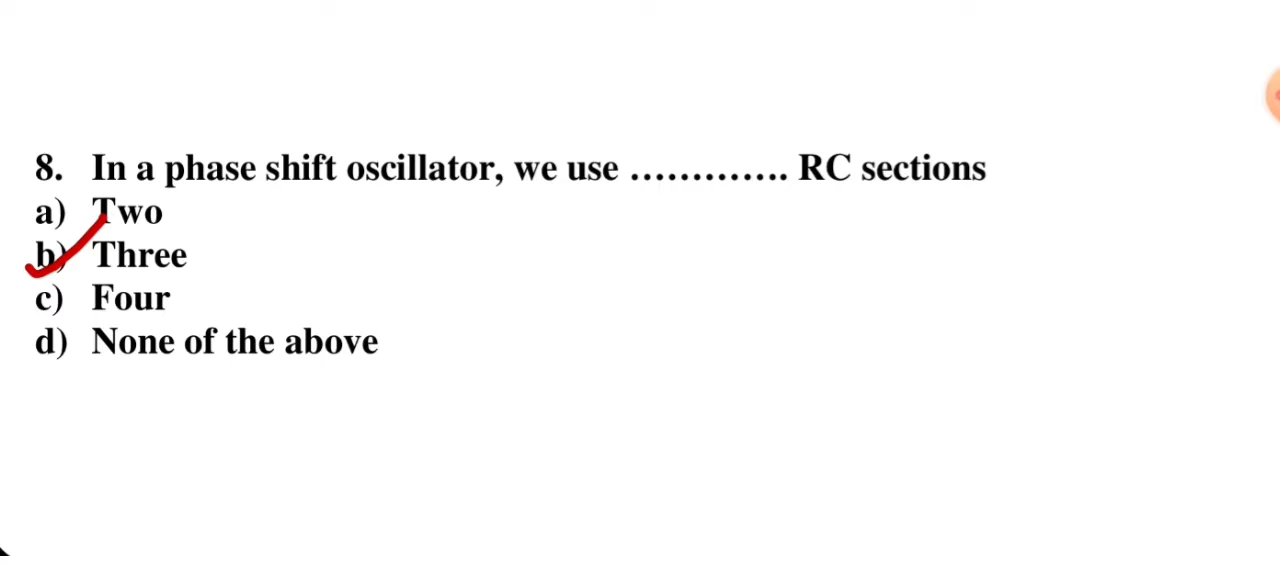 8. In a phase shift oscillator, we use ………….. RC sections
a) Two
b) Three
c) Four
d) None of the above